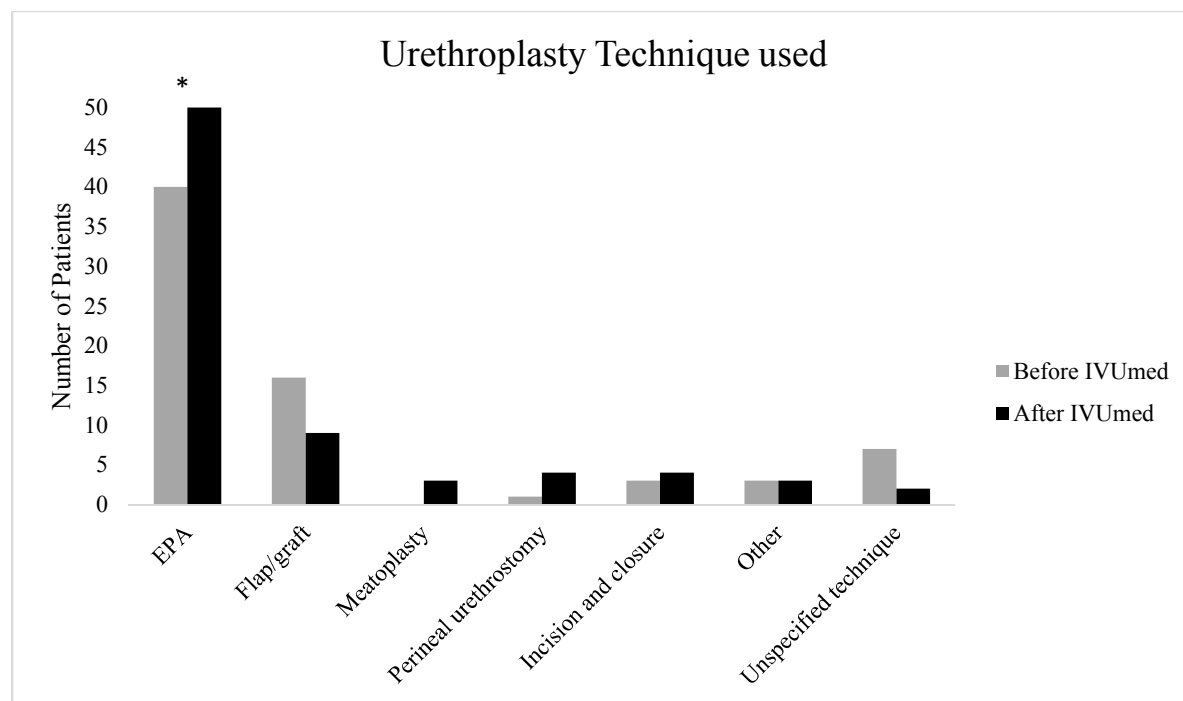 Urethroplasty Technique used
*
Number of Patients
50
45
40
35
30
25
20
15
10
5
0
EPA
Flap/graft
Meatoplasty
Perineal urethrostomy
Incision and closure
Other
Unspecified technique
Before IVUmed
After IVUmed